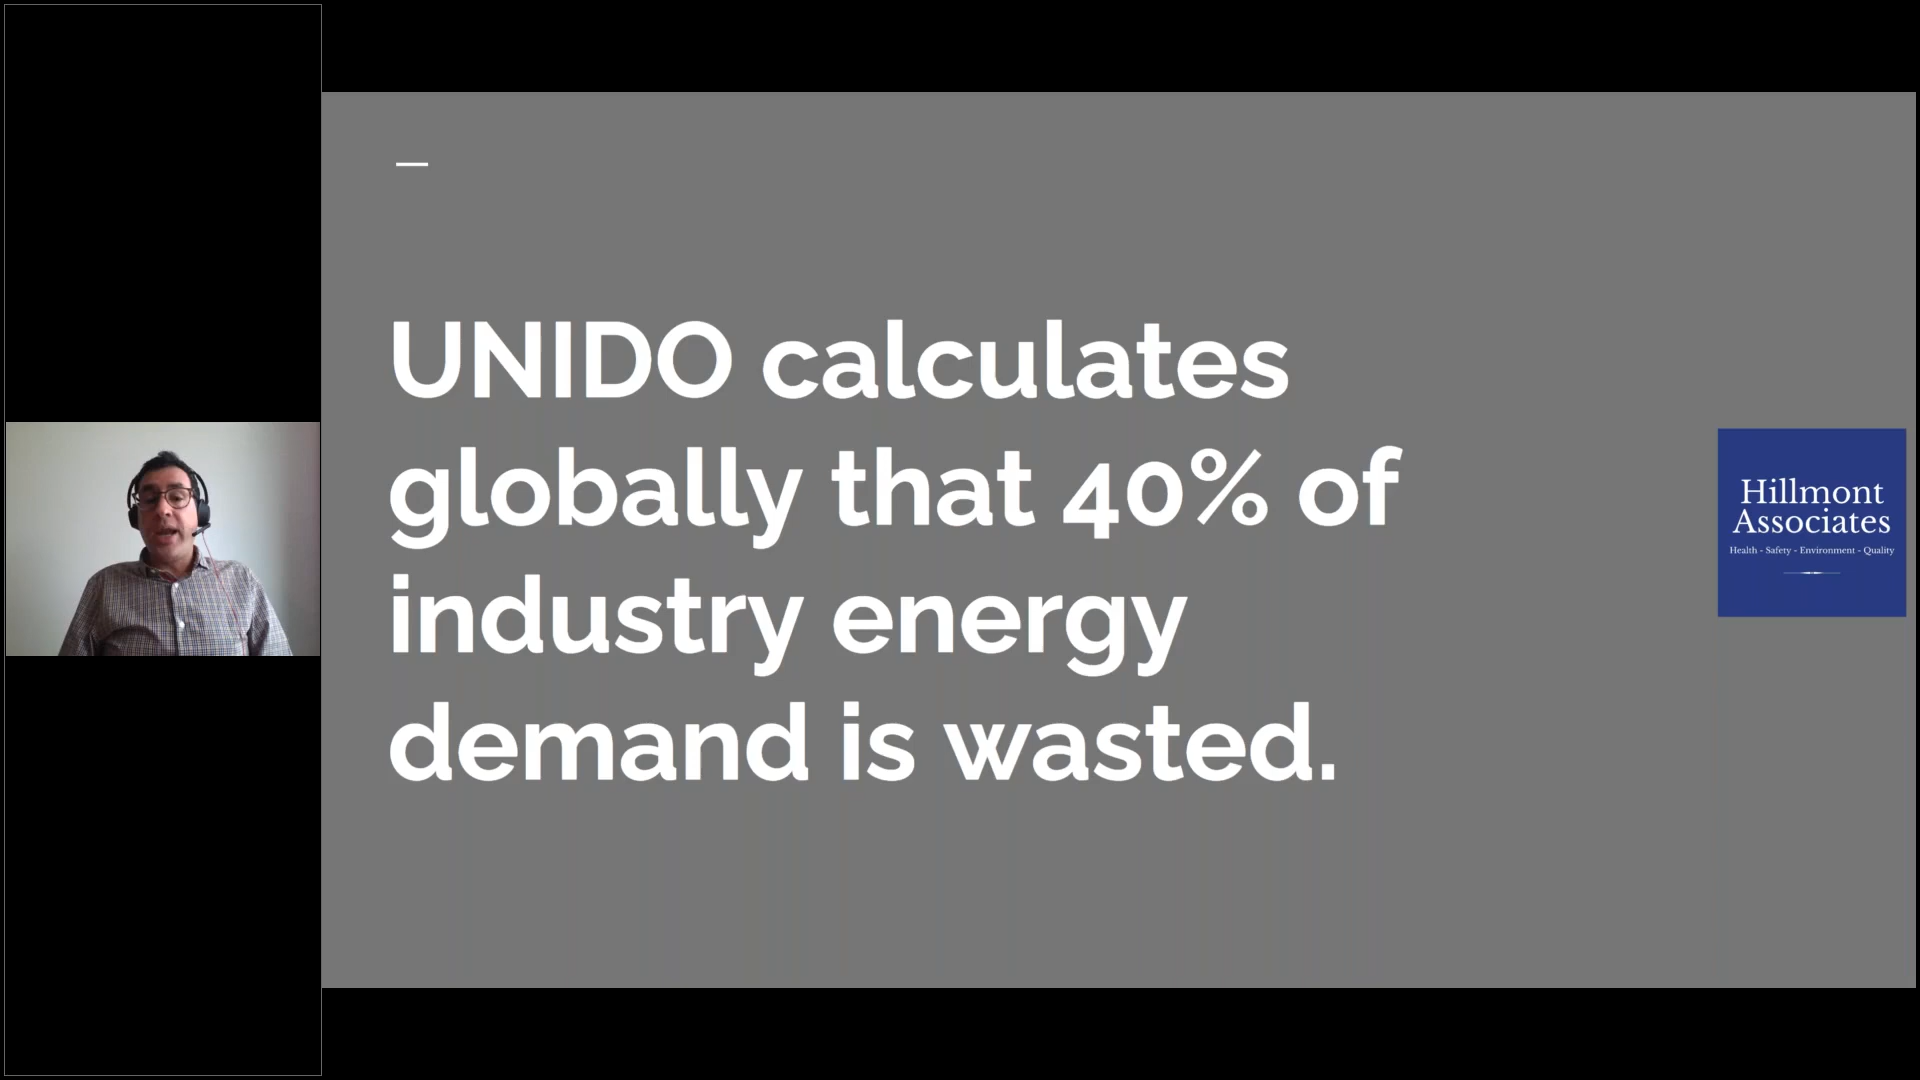 UNIDO calculates
globally that 40% of
industry energy
demand is wasted.
Hillmont
Associates
Health - Safety - Environment - Quality